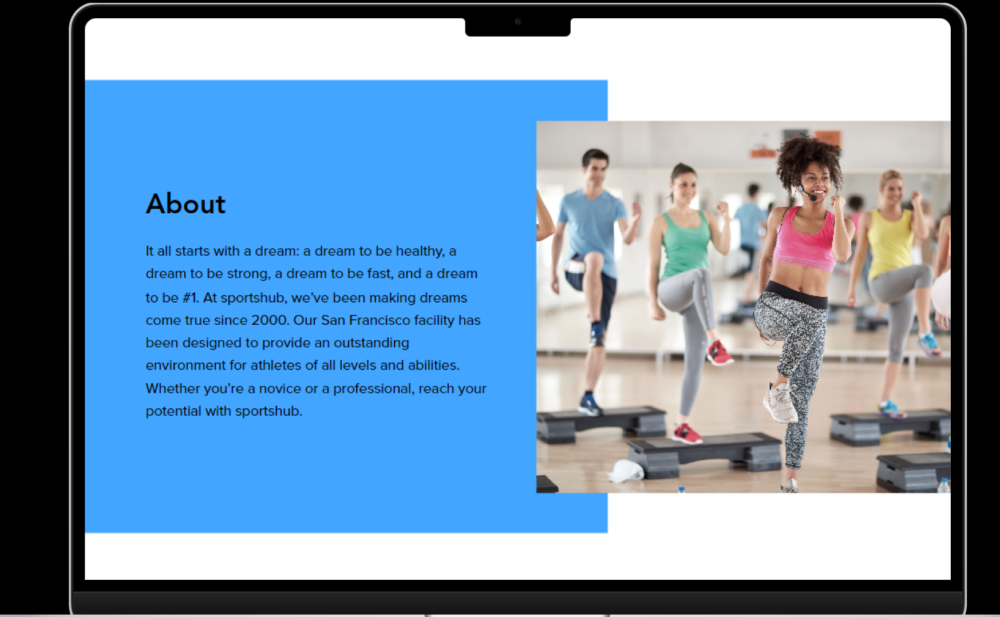 About
It all starts with a dream: a dream to be healthy, a
dream to be strong, a dream to be fast, and a dream
to be #1. At sportshub, we’ve been making dreams
come true since 2000. Our San Francisco facility has
been designed to provide an outstanding
environment for athletes of all levels and abilities.
Whether you’re a novice or a professional, reach your
potential with sportshub.